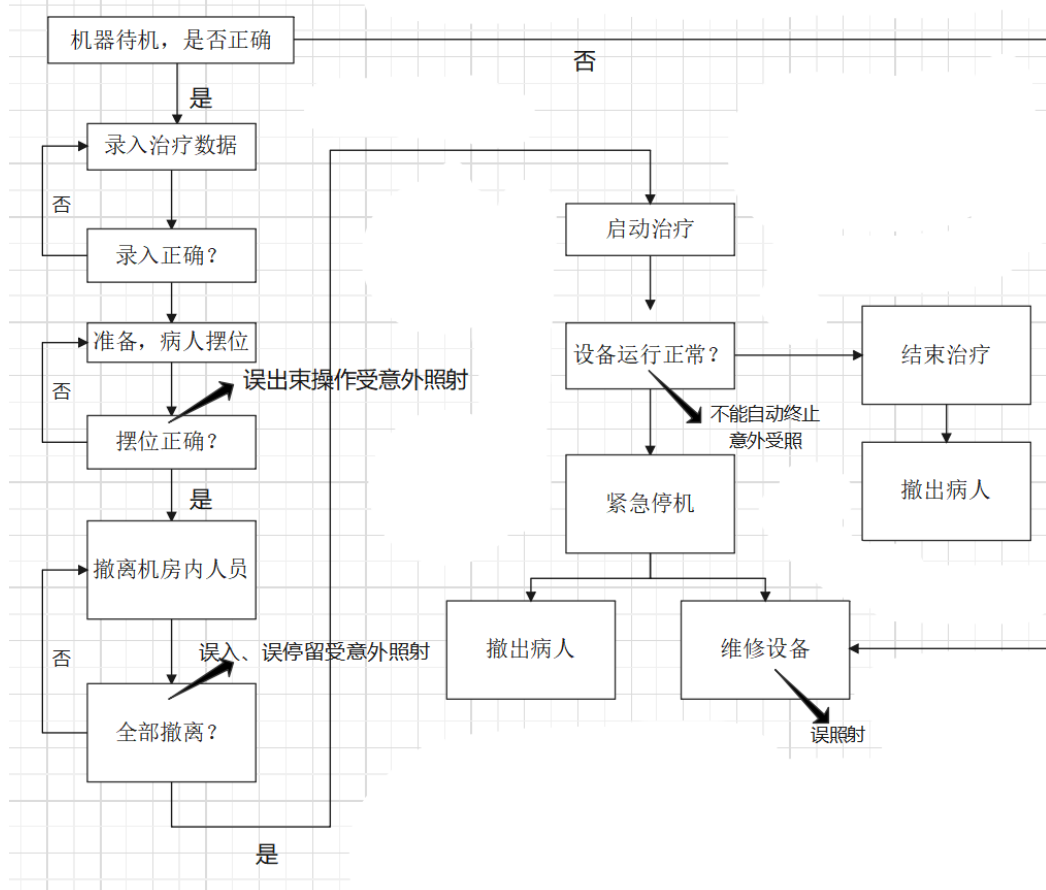 机器待机，是否正确
否
是
录入治疗数据
否
录入正确？
启动治疗
准备，病人摆位
设备运行正常？
结束治疗
误出束操作受意外照射
否
不能自动终止
意外受照
摆位正确？
是
紧急停机
撤出病人
撤离机房内人员
误入、误停留受意外照射
否
撤出病人
维修设备
全部撤离？
误照射
是